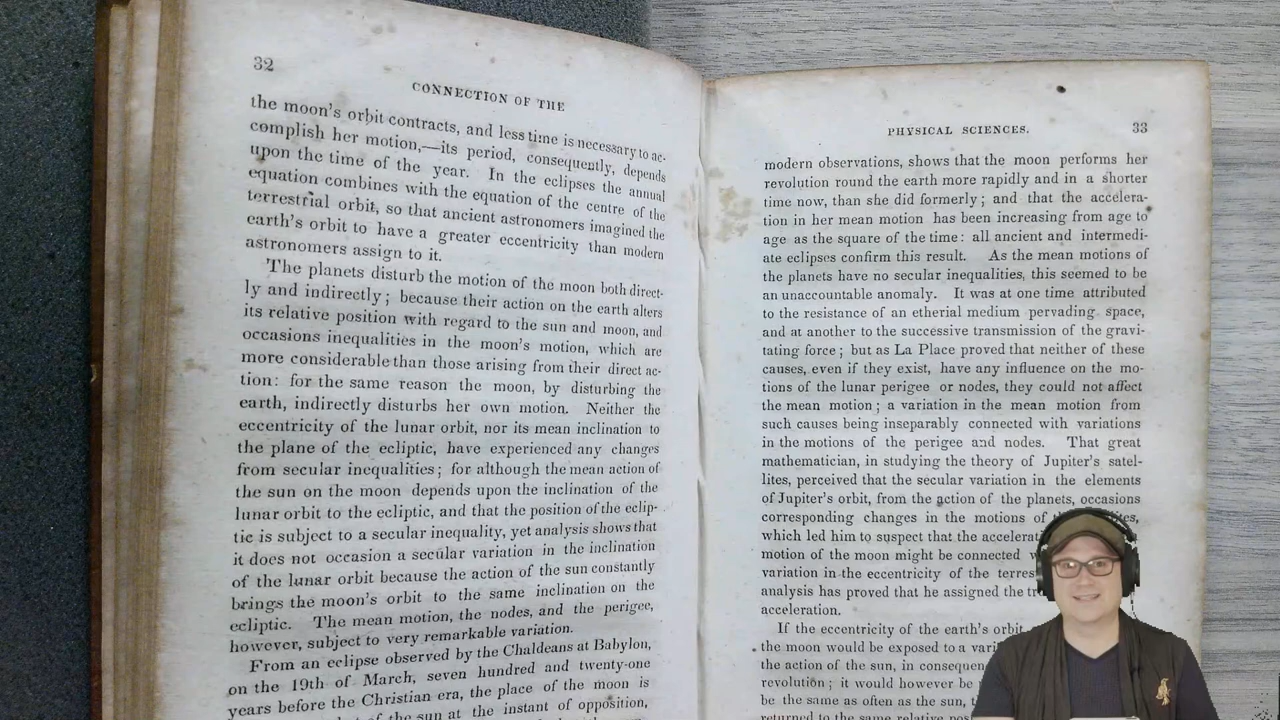 32
CONNECTION OF THE
the moon's orbit contracts, and less time is necessary to ac-
complish her motion,—its period, consequently, depends
upon the time of the year. In the eclipses the annual
equation combines with the equation of the centre of the
terrestrial orbit, so that ancient astronomers imagined the
earth's orbit to have a greater eccentricity than modern
astronomers assign to it.
The planets disturb the motion of the moon both direct-
ly and indirectly; because their action on the earth alters
its relative position with regard to the sun and moon, and
occasions inequalities in the moon's motion, which are
more considerable than those arising from their direct ac-
tion: for the same reason the moon, by disturbing the
earth, indirectly disturbs her own motion. Neither the
eccentricity of the lunar orbit, nor its mean inclination to
the plane of the ecliptic, have experienced any changes
from secular inequalities; for although the mean action of
the sun on the moon depends upon the inclination of the
lunar orbit to the ecliptic, and that the position of the eclip-
tic is subject to a secular inequality, yet analysis shows that
it does not occasion a secular variation in the inclination
of the lunar orbit because the action of the sun constantly
brings the moon's orbit to the same inclination on the
ecliptic. The mean motion, the nodes, and the perigee,
however, subject to very remarkable variation.
From an eclipse observed by the Chaldeans at Babylon,
on the 19th of March, seven hundred and twenty-one
years before the Christian era, the place of the moon is
of the sun at the instant of opposition,
PHYSICAL SCIENCES. 33
modern observations, shows that the moon performs her
revolution round the earth more rapidly and in a shorter
time now, than she did formerly; and that the accelera-
tion in her mean motion has been increasing from age to
age as the square of the time: all ancient and intermedi-
ate eclipses confirm this result. As the mean motions of
the planets have no secular inequalities, this seemed to be
an unaccountable anomaly. It was at one time attributed
to the resistance of an etherial medium pervading space,
and at another to the successive transmission of the gravi-
tating force; but as La Place proved that neither of these
causes, even if they exist, have any influence on the mo-
tions of the lunar perigee or nodes, they could not affect
the mean motion; a variation in the mean motion from
such causes being inseparably connected with variations
in the motions of the perigee and nodes. That great
mathematician, in studying the theory of Jupiter's satel-
lites, perceived that the secular variation in the elements
of Jupiter's orbit, from the action of the planets, occasions
corresponding changes in the motions of
which led him to suspect that the
motion of the moon might be connected
variation in the eccentricity of the
analysis has proved that he assigned the
acceleration.
If the eccentricity of the earth's orbit
the moon would be exposed to a
the action of the sun, in
revolution; it would however be
be the same as often as the sun,
returned to the same relative